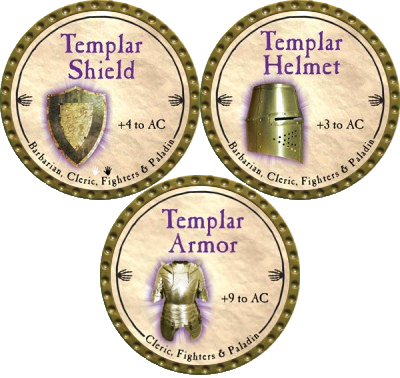 Templar
Shield
+4 to AC
Barbarian, Cleric, Fighters & Paladin
Templar
Helmet
+3 to AC
Barbarian, Cleric, Fighters & Paladin
Templar
Armor
+9 to AC
Cleric, Fighters & Paladin